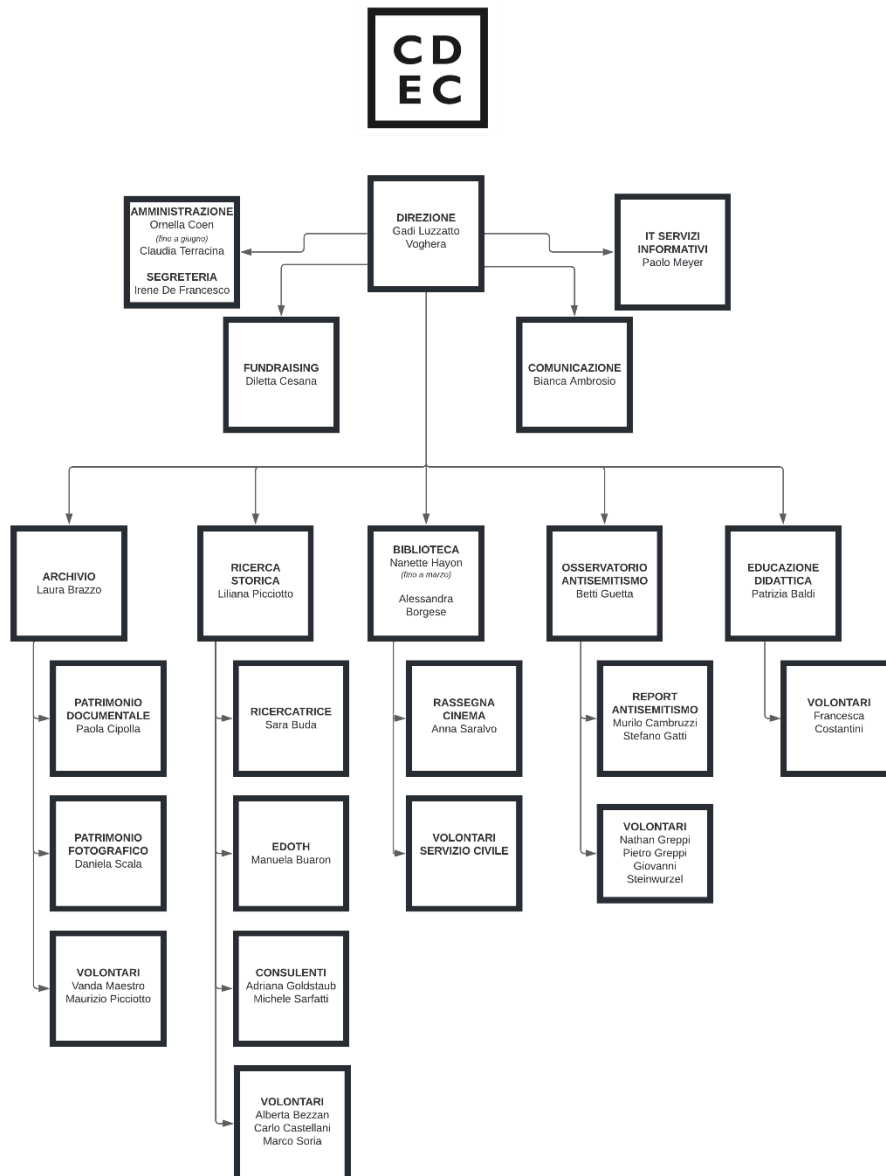 CD
EC
DIREZIONE
Gadi Luzzatto
Voghera
AMMINISTRAZIONE
Ornella Coen
(fino a giugno)
Claudia Terracina
SEGRETERIA
Irene De Francesco
IT SERVIZI
INFORMATIVI
Paolo Meyer
FUNDRAISING
Diletta Cesana
COMUNICAZIONE
Bianca Ambrosio
ARCHIVIO
Laura Brazzo
RICERCA
STORICA
Liliana Picciotto
BIBLIOTECA
Nanette Hayon
(fino a marzo)
Alessandra
Borgese
OSSERVATORIO
ANTISEMITISMO
Betti Guetta
EDUCAZIONE
DIDATTICA
Patrizia Baldi
PATRIMONIO
DOCUMENTALE
Paola Cipolla
RICERCATRICE
Sara Buda
RASSEGNA
CINEMA
Anna Saralvo
REPORT
ANTISEMITISMO
Murilo Cambruzzi
Stefano Gatti
VOLONTARI
Francesca
Costantini
PATRIMONIO
FOTOGRAFICO
Daniela Scala
EDOTH
Manuela Buaron
VOLONTARI
SERVIZIO CIVILE
VOLONTARI
Nathan Greppi
Pietro Greppi
Giovanni
Steinwurzel
VOLONTARI
Vanda Maestro
Maurizio Picciotto
CONSULENTI
Adriana Goldstaub
Michele Sarfatti
VOLONTARI
Alberta Bezzan
Carlo Castellani
Marco Soria